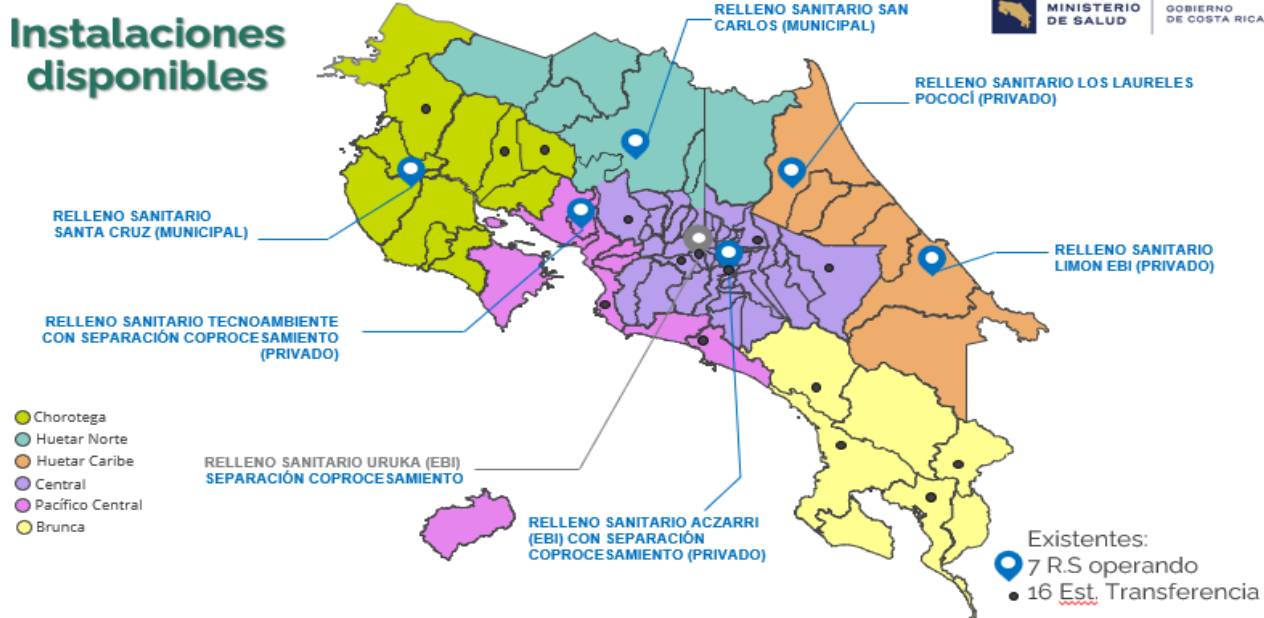 Instalaciones
disponibles
RELLENO SANITARIO SAN
CARLOS (MUNICIPAL)
MINISTERIO
DE SALUD
GOBIERNO
DE COSTA RICA
RELLENO SANITARIO LOS LAURELES
POCOCÍ (PRIVADO)
RELLENO SANITARIO
SANTA CRUZ (MUNICIPAL)
RELLENO SANITARIO
LIMON EBI (PRIVADO)
RELLENO SANITARIO TECNOAMBIENTE
CON SEPARACIÓN COPROCESAMIENTO
(PRIVADO)
Chorotega
Huetar Norte
Huetar Caribe
Central
Pacífico Central
Brunca
RELLENO SANITARIO URUKA (EBI)
SEPARACIÓN COPROCESAMIENTO
RELLENO SANITARIO ACZARRI
(EBI) CON SEPARACIÓN
COPROCESAMIENTO (PRIVADO)
Existentes:
7 R.S operando
16 Est. Transferencia